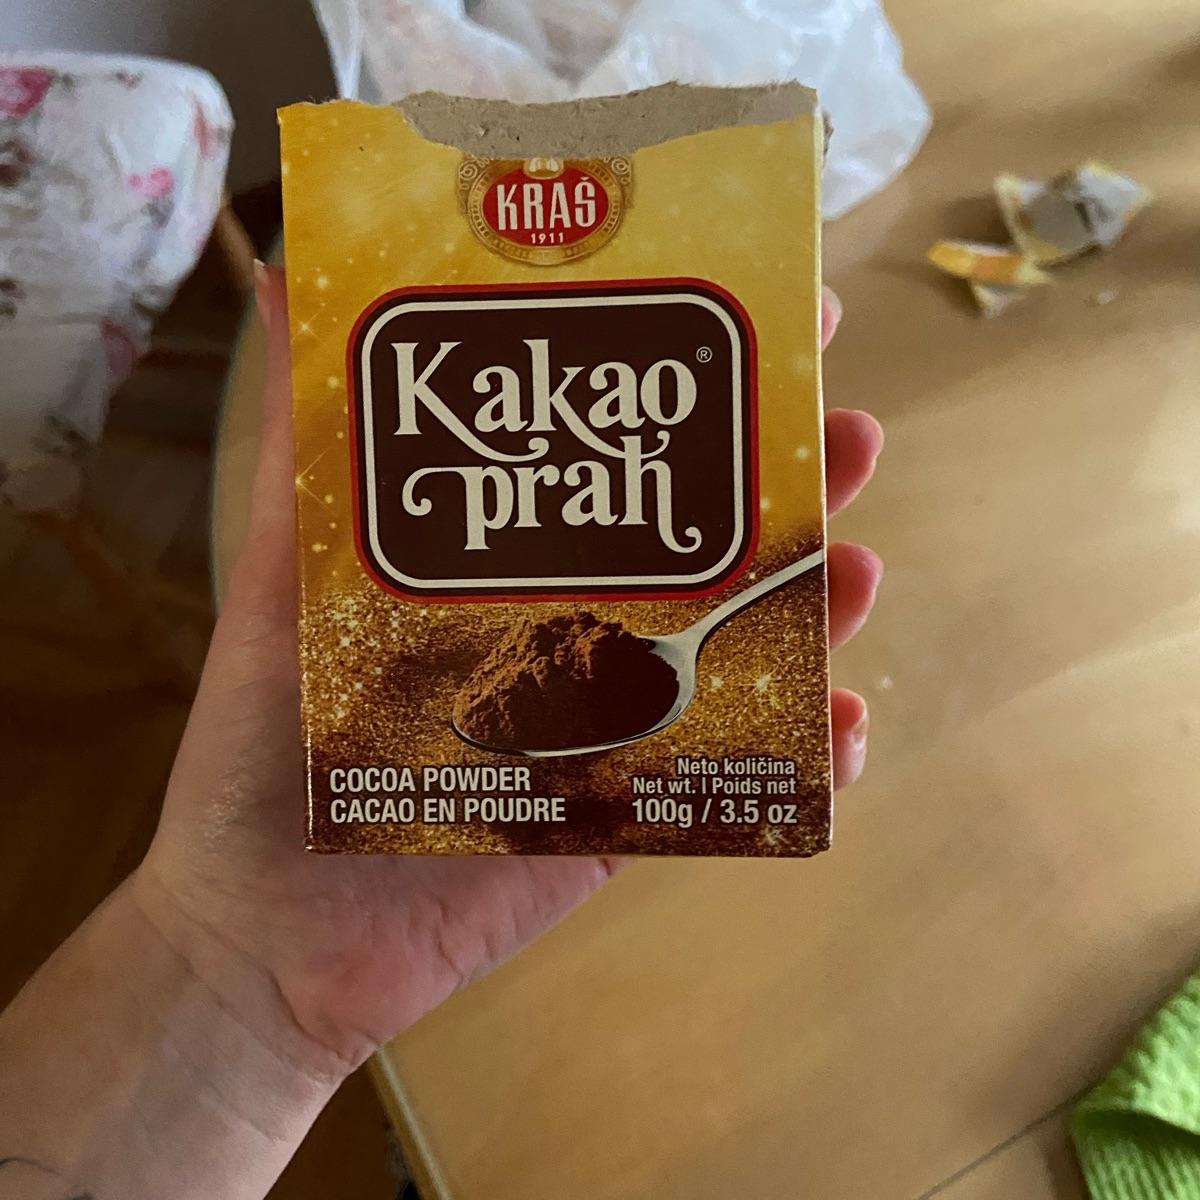 KRAŠ
1911
Kakao®
prah
COCOA POWDER
CACAO EN POUDRE
Neto količina
Net wt. | Poids net
100g / 3.5 oz